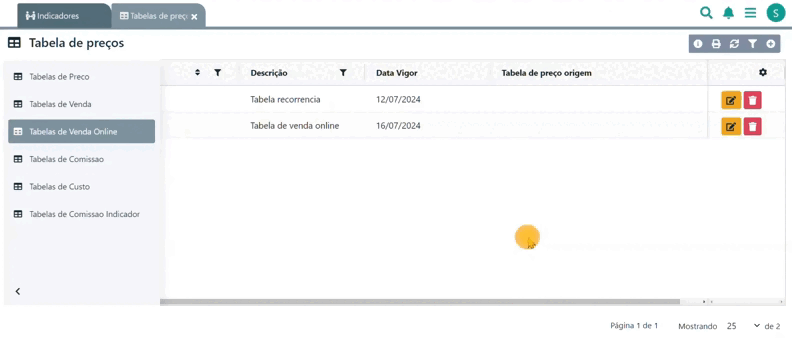 Indicadores
Tabelas de preç
S
Tabela de preços
Tabelas de Preco
Tabelas de Venda
Tabelas de Venda Online
Tabelas de Comissao
Tabelas de Custo
Tabelas de Comissao Indicador
Descrição Data Vigor Tabela de preço origem
Tabela recorrencia 12/07/2024
Tabela de venda online 16/07/2024
Página 1 de 1 Mostrando 25 de 2